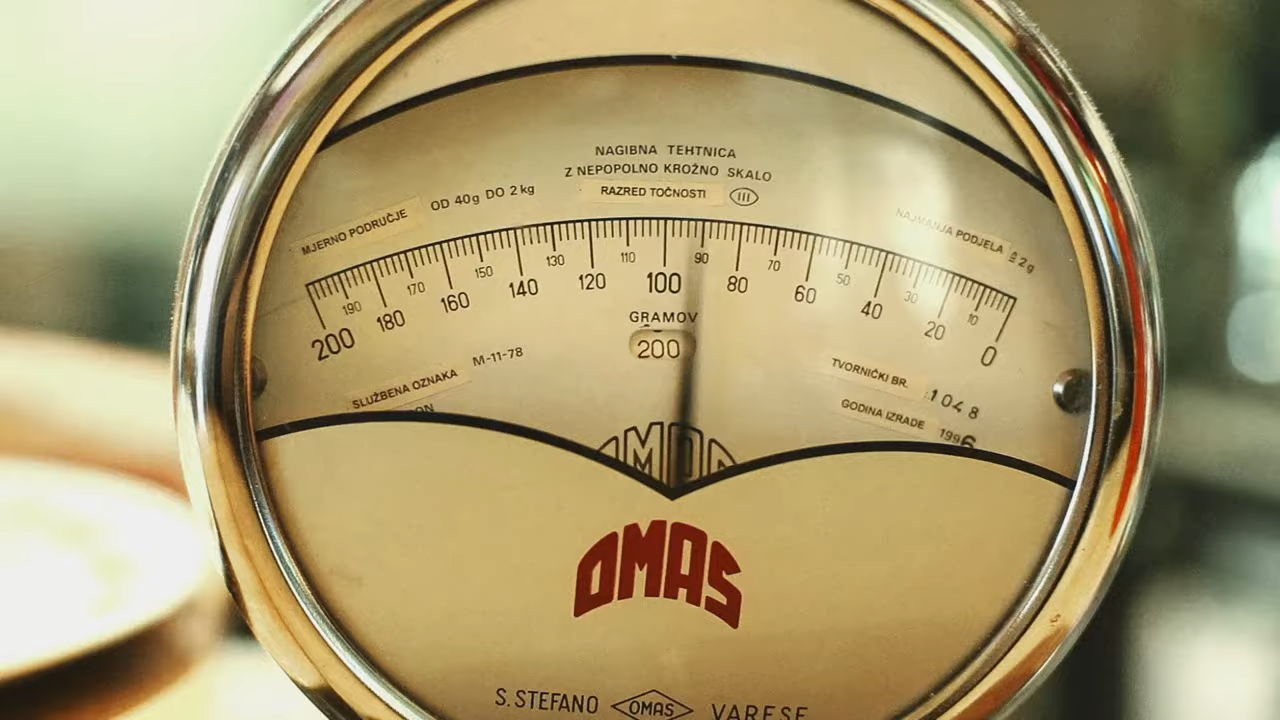 NAGIBNA TEHTNICA
Z NEPOPOLNO KROŽNO SKALO
RAZRED TOČNOSTI III
MJERNO PODRUČJE OD 40g DO 2kg
NAJMANJA PODJELA 2g
200 190 180 170 160 150 140 130 120 110 100 90 80 70 60 50 40 30 20 10 0
GRAMOV
200
SLUŽBENA OZNAKA M-11-78
TVORNIČKI BR. 1048
GODINA IZRADE 1996
OMAS
S. STEFANO OMAS VARESE